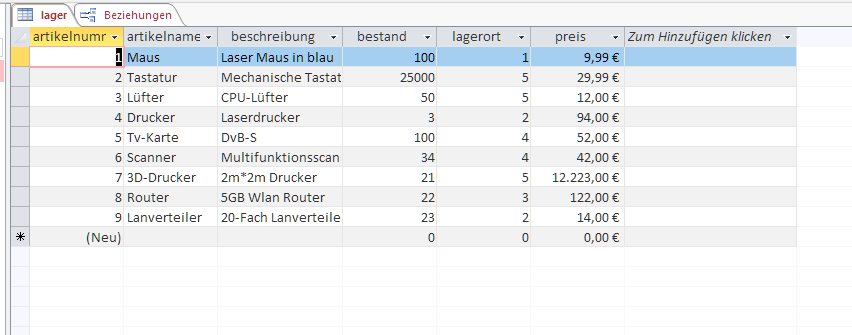 lager Beziehungen
artikelnumr artikelname beschreibung bestand lagerort preis Zum Hinzufügen klicken
1 Maus Laser Maus in blau 100 1 9,99 €
2 Tastatur Mechanische Tastat 25000 5 29,99 €
3 Lüfter CPU-Lüfter 50 5 12,00 €
4 Drucker Laserdrucker 3 2 94,00 €
5 Tv-Karte DvB-S 100 4 52,00 €
6 Scanner Multifunktionsscan 34 4 42,00 €
7 3D-Drucker 2m*2m Drucker 21 5 12.223,00 €
8 Router 5GB Wlan Router 22 3 122,00 €
9 Lanverteiler 20-Fach Lanverteile 23 2 14,00 €
(Neu) 0 0 0,00 €